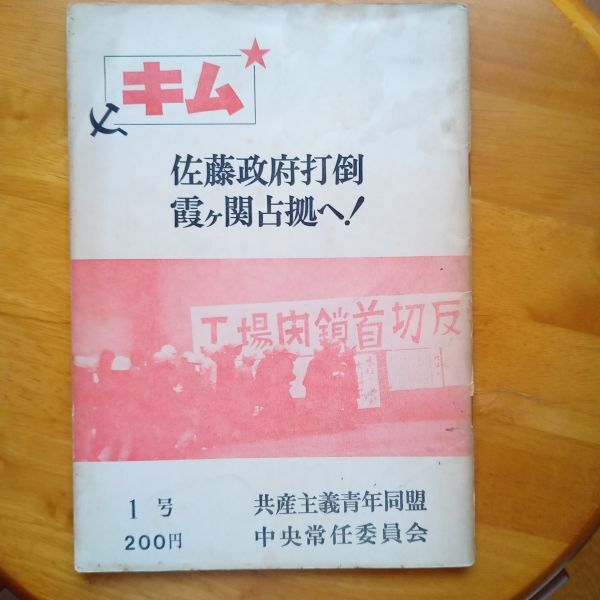 キム
佐藤政府打倒
霞ヶ関占拠へ!
工場閉鎖首切反
1号
200円
共産主義青年同盟
中央常任委員会